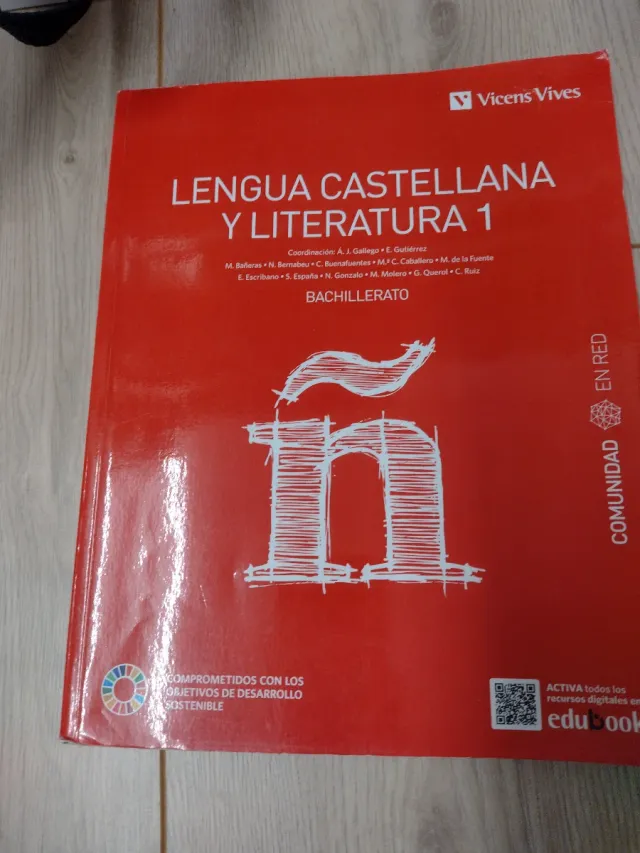 Vicens Vives
LENGUA CASTELLANA
Y LITERATURA 1
Coordinación: Á. J. Gallego • E. Gutiérrez
M. Bañeras • N. Bernabeu • C. Buenafuentes • M.ª C. Caballero • M. de la Fuente
E. Escribano • S. España • N. Gonzalo • M. Melero • G. Querol • C. Ruiz
BACHILLERATO
ñ
COMUNIDAD EN RED
COMPROMETIDOS CON LOS
OBJETIVOS DE DESARROLLO
SOSTENIBLE
ACTIVA todos los
recursos digitales en
edubook